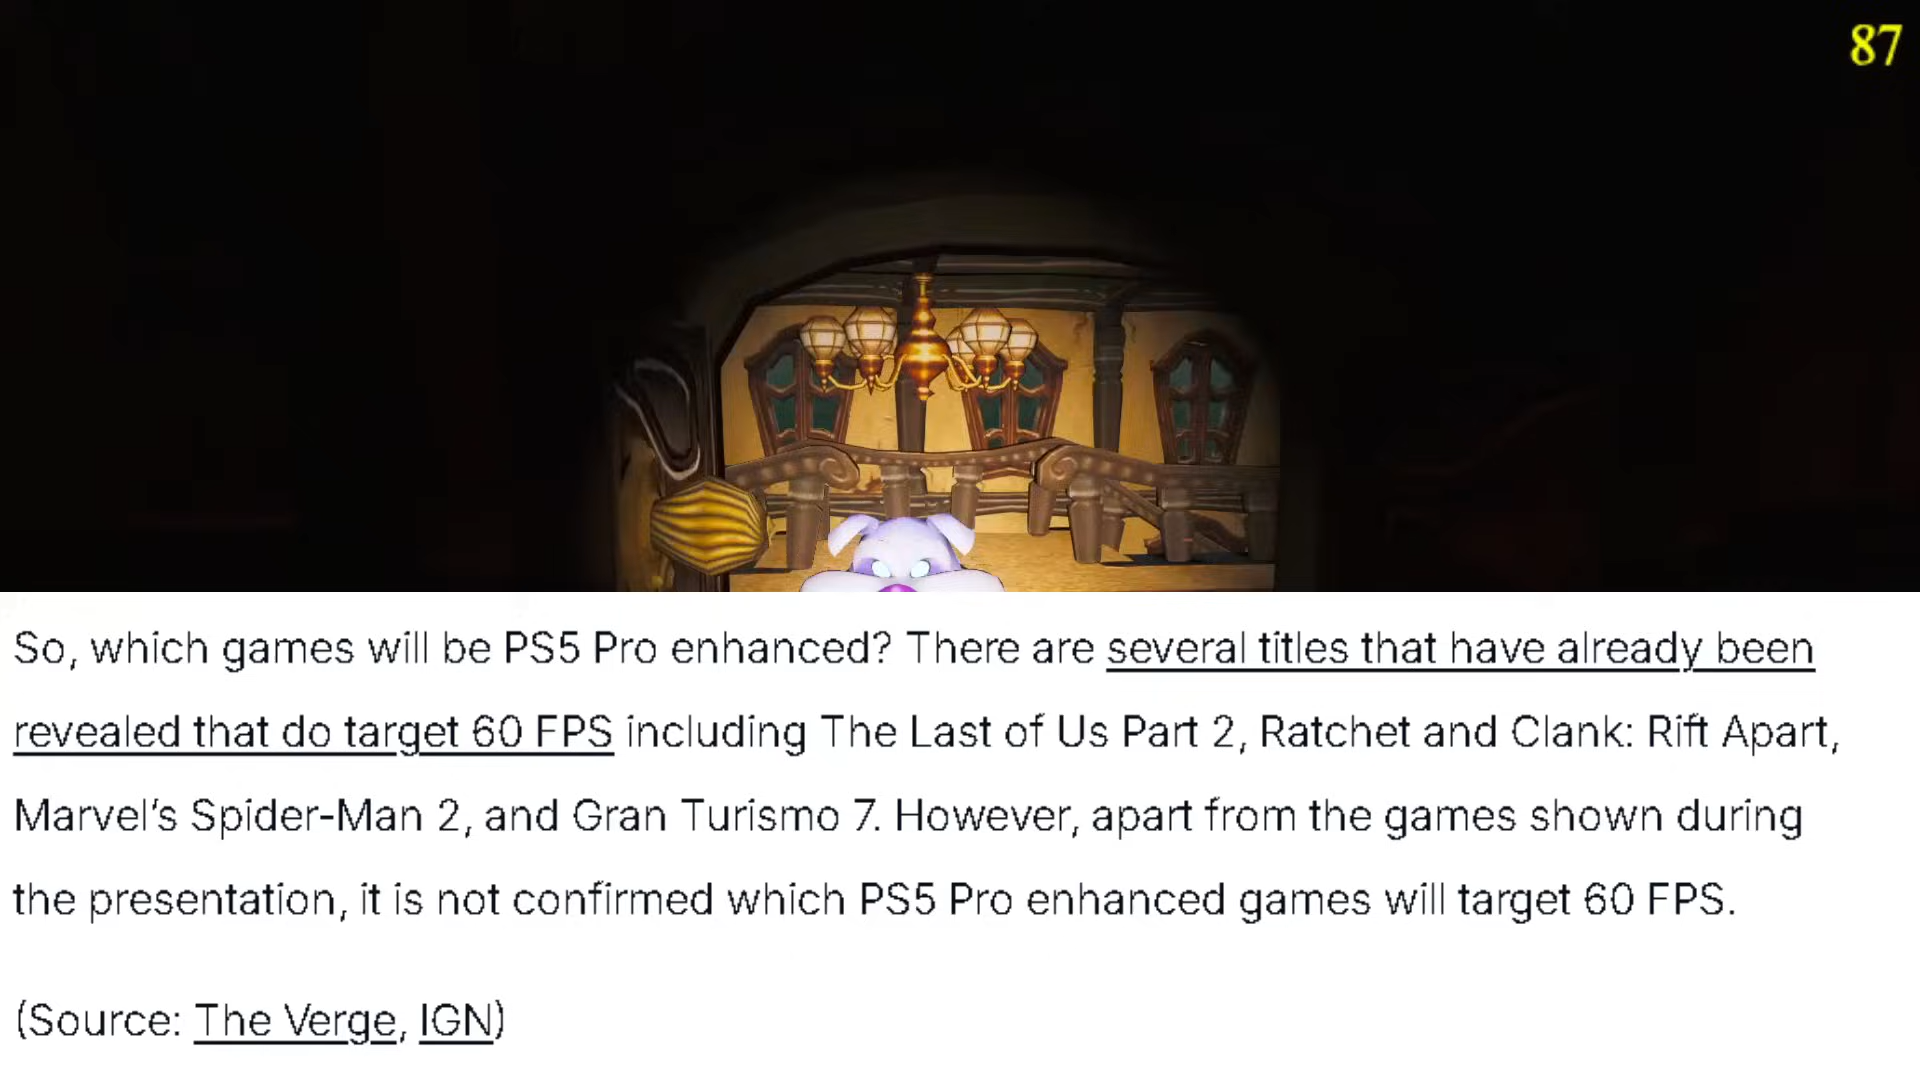 87
So, which games will be PS5 Pro enhanced? There are several titles that have already been
revealed that do target 60 FPS including The Last of Us Part 2, Ratchet and Clank: Rift Apart,
Marvel’s Spider-Man 2, and Gran Turismo 7. However, apart from the games shown during
the presentation, it is not confirmed which PS5 Pro enhanced games will target 60 FPS.
(Source: The Verge, IGN)